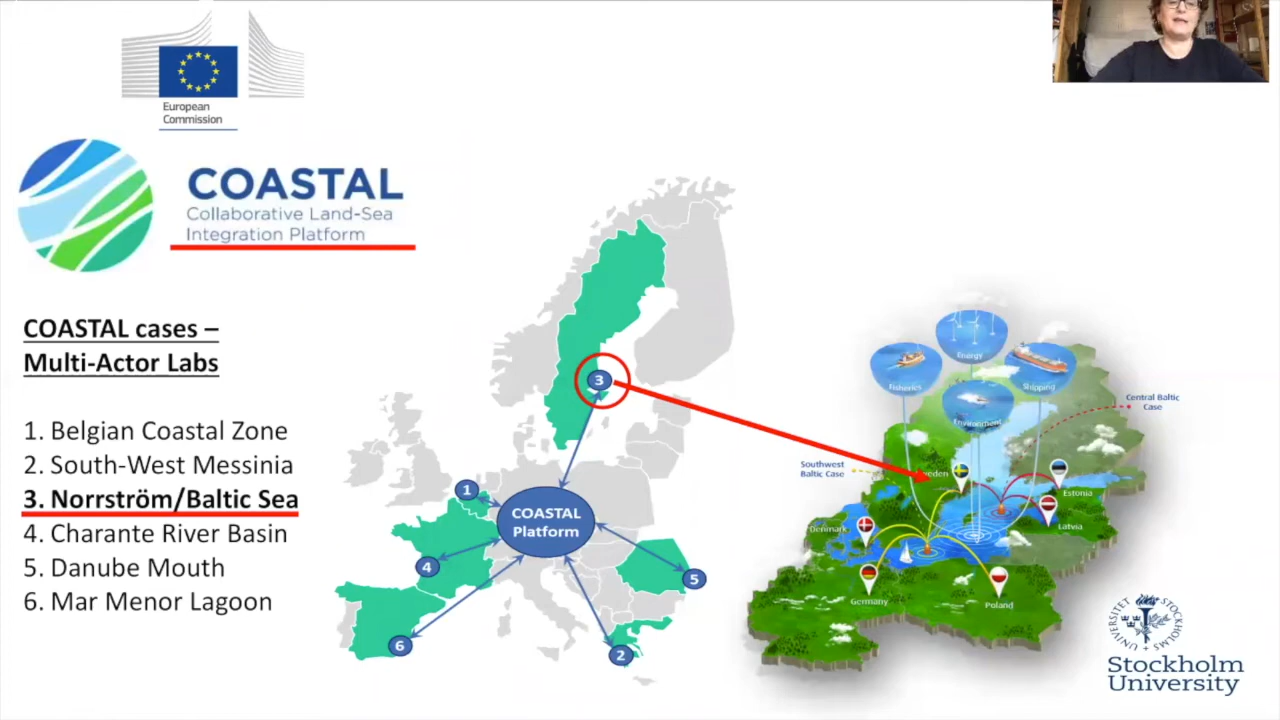 European
Commission
COASTAL
Collaborative Land-Sea
Integration Platform
COASTAL cases –
Multi-Actor Labs
1. Belgian Coastal Zone
2. South-West Messinia
3. Norrström/Baltic Sea
4. Charante River Basin
5. Danube Mouth
6. Mar Menor Lagoon
3
1
COASTAL
Platform
4
5
6
2
Energy
Fisheries
Shipping
Environment
Central Baltic
Case
Southwest
Baltic Case
Estonia
Denmark
Latvia
Germany
Poland
STOCKHOLMS
UNIVERSITET
Stockholm
University